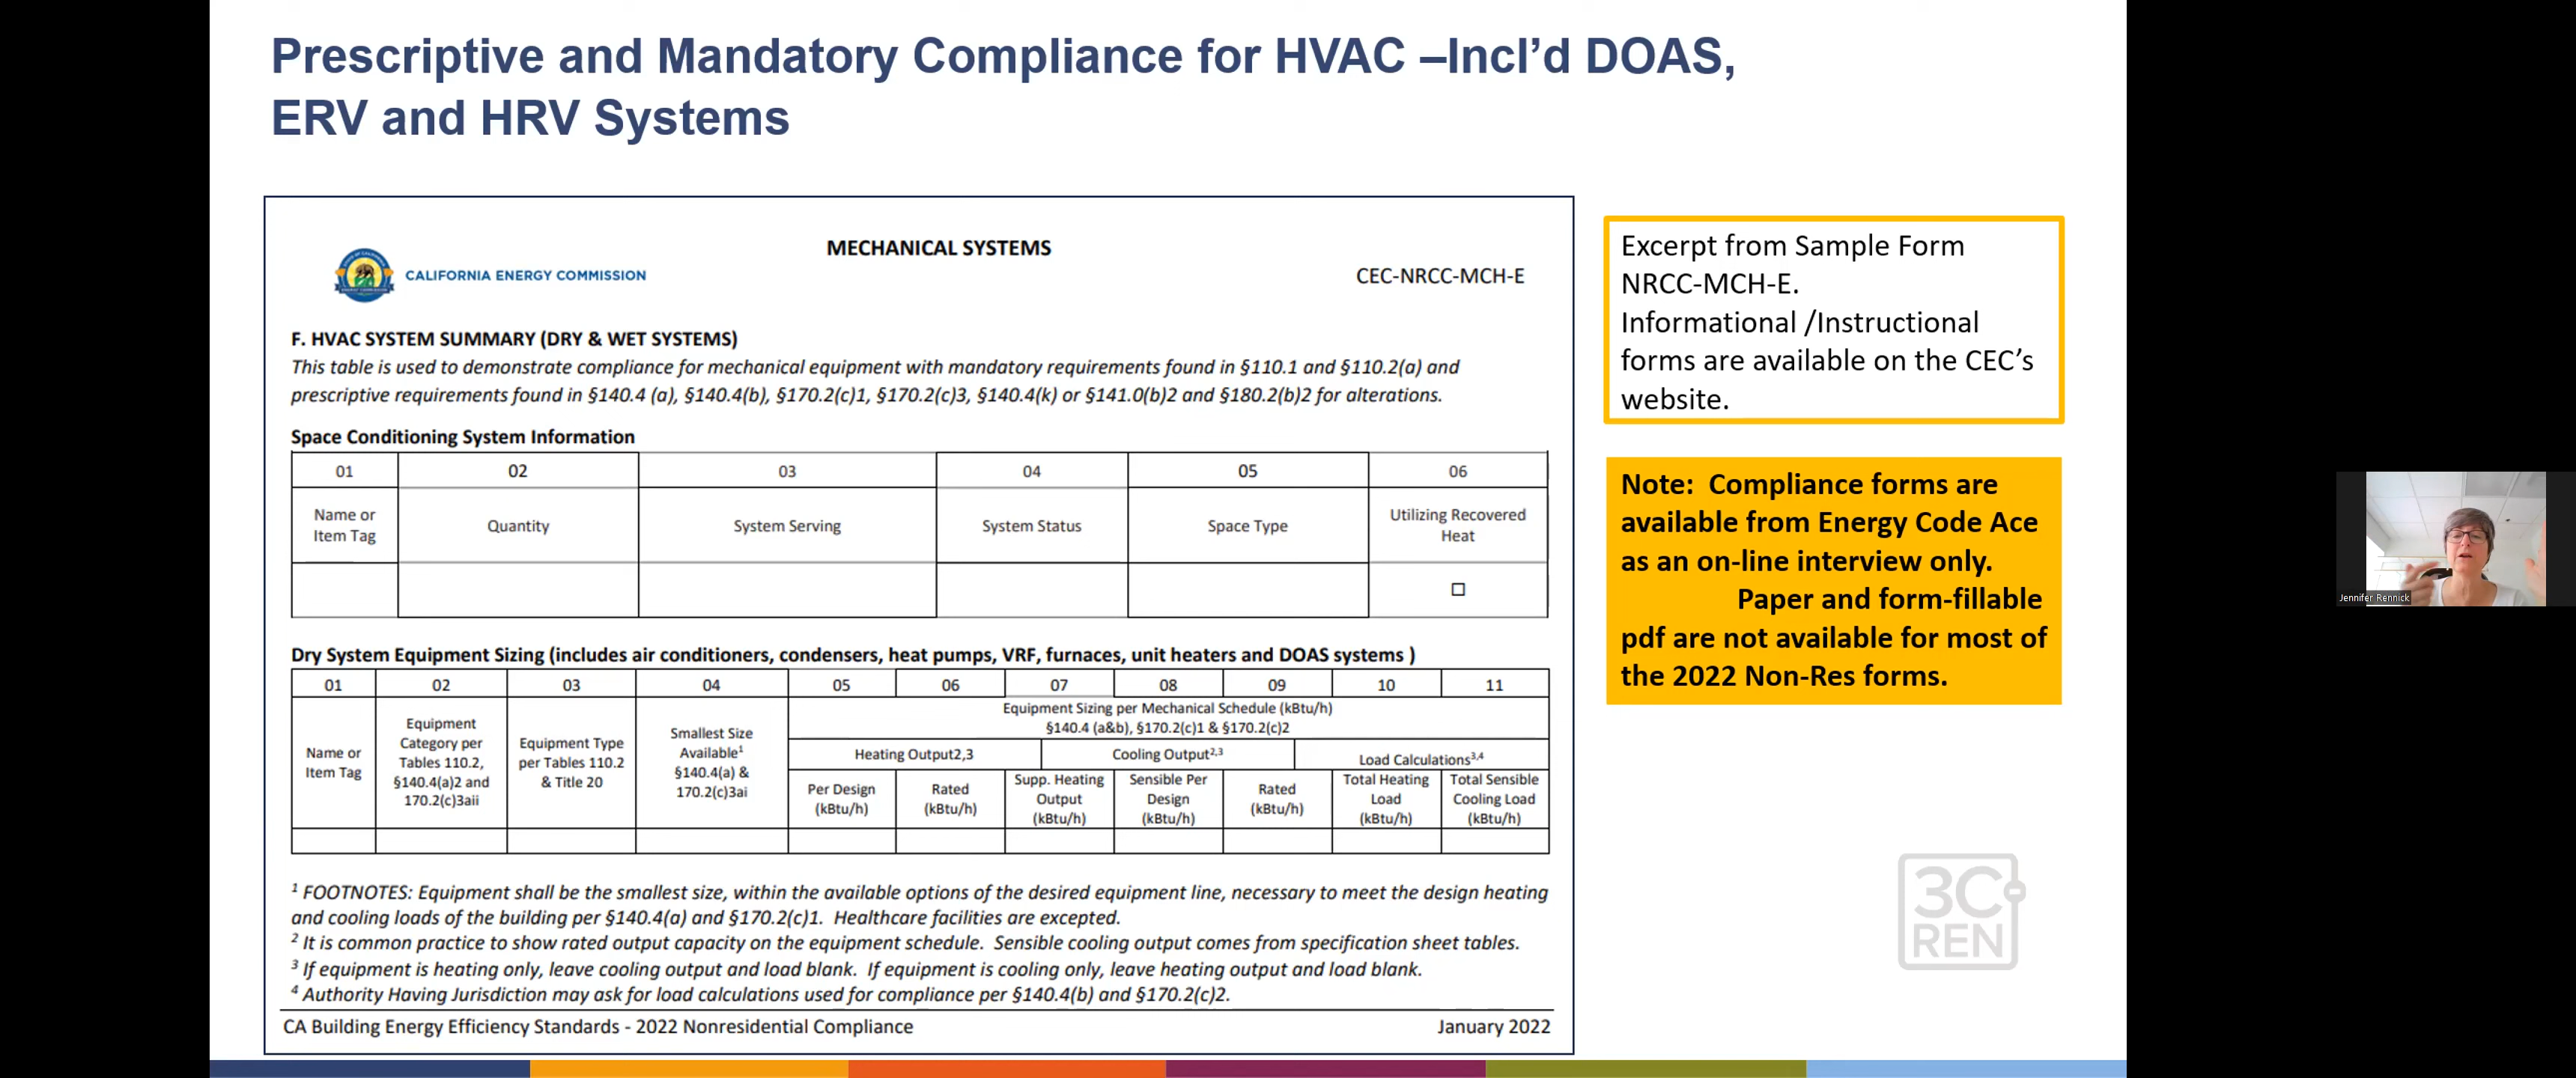 Prescriptive and Mandatory Compliance for HVAC –Incl’d DOAS,
ERV and HRV Systems
MECHANICAL SYSTEMS
CALIFORNIA ENERGY COMMISSION
CEC-NRCC-MCH-E
F. HVAC SYSTEM SUMMARY (DRY & WET SYSTEMS)
This table is used to demonstrate compliance for mechanical equipment with mandatory requirements found in §110.1 and §110.2(a) and
prescriptive requirements found in §140.4 (a), §140.4(b), §170.2(c)1, §170.2(c)3, §140.4(k) or §141.0(b)2 and §180.2(b)2 for alterations.
Space Conditioning System Information
01 02 03 04 05 06
Name or
Item Tag
Quantity
System Serving
System Status
Space Type
Utilizing Recovered
Heat
Dry System Equipment Sizing (includes air conditioners, condensers, heat pumps, VRF, furnaces, unit heaters and DOAS systems )
01 02 03 04 05 06 07 08 09 10 11
Name or
Item Tag
Equipment
Category per
Tables 110.2,
§140.4(a)2 and
170.2(c)3aii
Equipment Type
per Tables 110.2
& Title 20
Smallest Size
Available¹
§140.4(a) &
170.2(c)3ai
Equipment Sizing per Mechanical Schedule (kBtu/h)
§140.4 (a&b), §170.2(c)1 & §170.2(c)2
Heating Output2,3
Cooling Output²,³
Load Calculations³,⁴
Per Design
(kBtu/h)
Rated
(kBtu/h)
Supp. Heating
Output
(kBtu/h)
Sensible Per
Design
(kBtu/h)
Rated
(kBtu/h)
Total Heating
Load
(kBtu/h)
Total Sensible
Cooling Load
(kBtu/h)
¹ FOOTNOTES: Equipment shall be the smallest size, within the available options of the desired equipment line, necessary to meet the design heating
and cooling loads of the building per §140.4(a) and §170.2(c)1. Healthcare facilities are excepted.
² It is common practice to show rated output capacity on the equipment schedule. Sensible cooling output comes from specification sheet tables.
³ If equipment is heating only, leave cooling output and load blank. If equipment is cooling only, leave heating output and load blank.
⁴ Authority Having Jurisdiction may ask for load calculations used for compliance per §140.4(b) and §170.2(c)2.
CA Building Energy Efficiency Standards - 2022 Nonresidential Compliance
January 2022
Excerpt from Sample Form
NRCC-MCH-E.
Informational /Instructional
forms are available on the CEC’s
website.
Note: Compliance forms are
available from Energy Code Ace
as an on-line interview only.
Paper and form-fillable
pdf are not available for most of
the 2022 Non-Res forms.
3C
REN
Jennifer Rennick